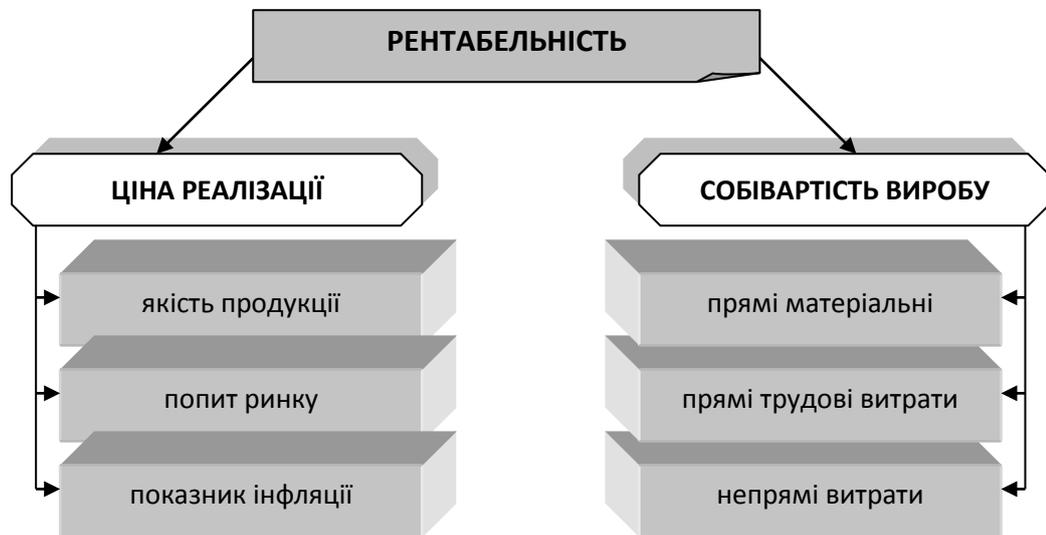 РЕНТАБЕЛЬНІСТЬ
ЦІНА РЕАЛІЗАЦІЇ
якість продукції
попит ринку
показник інфляції
СОБІВАРТІСТЬ ВИРОБУ
прямі матеріальні
прямі трудові витрати
непрямі витрати